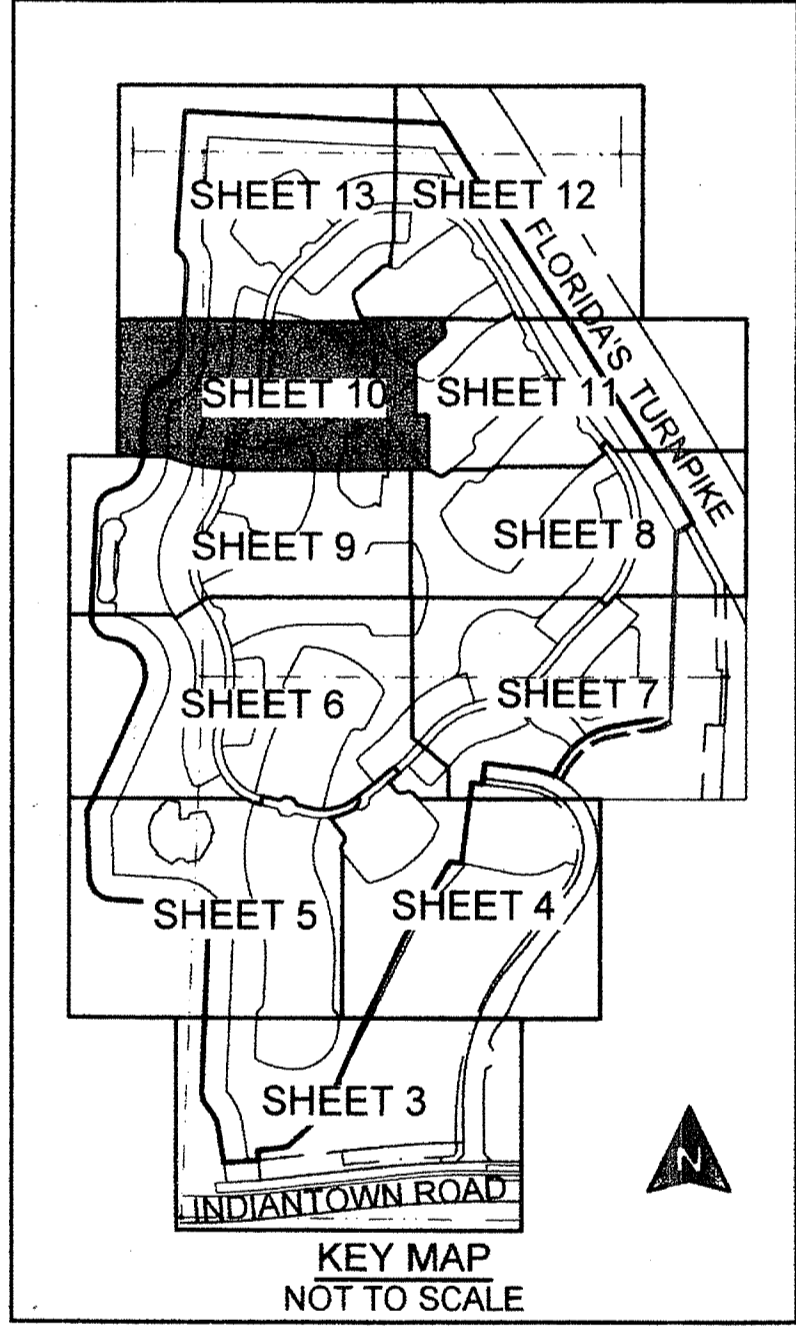 SHEET 13
SHEET 12
FLORIDA'S TURNPIKE
SHEET 10
SHEET 11
SHEET 9
SHEET 8
SHEET 6
SHEET 7
SHEET 5
SHEET 4
SHEET 3
N
INDIANTOWN ROAD
KEY MAP
NOT TO SCALE